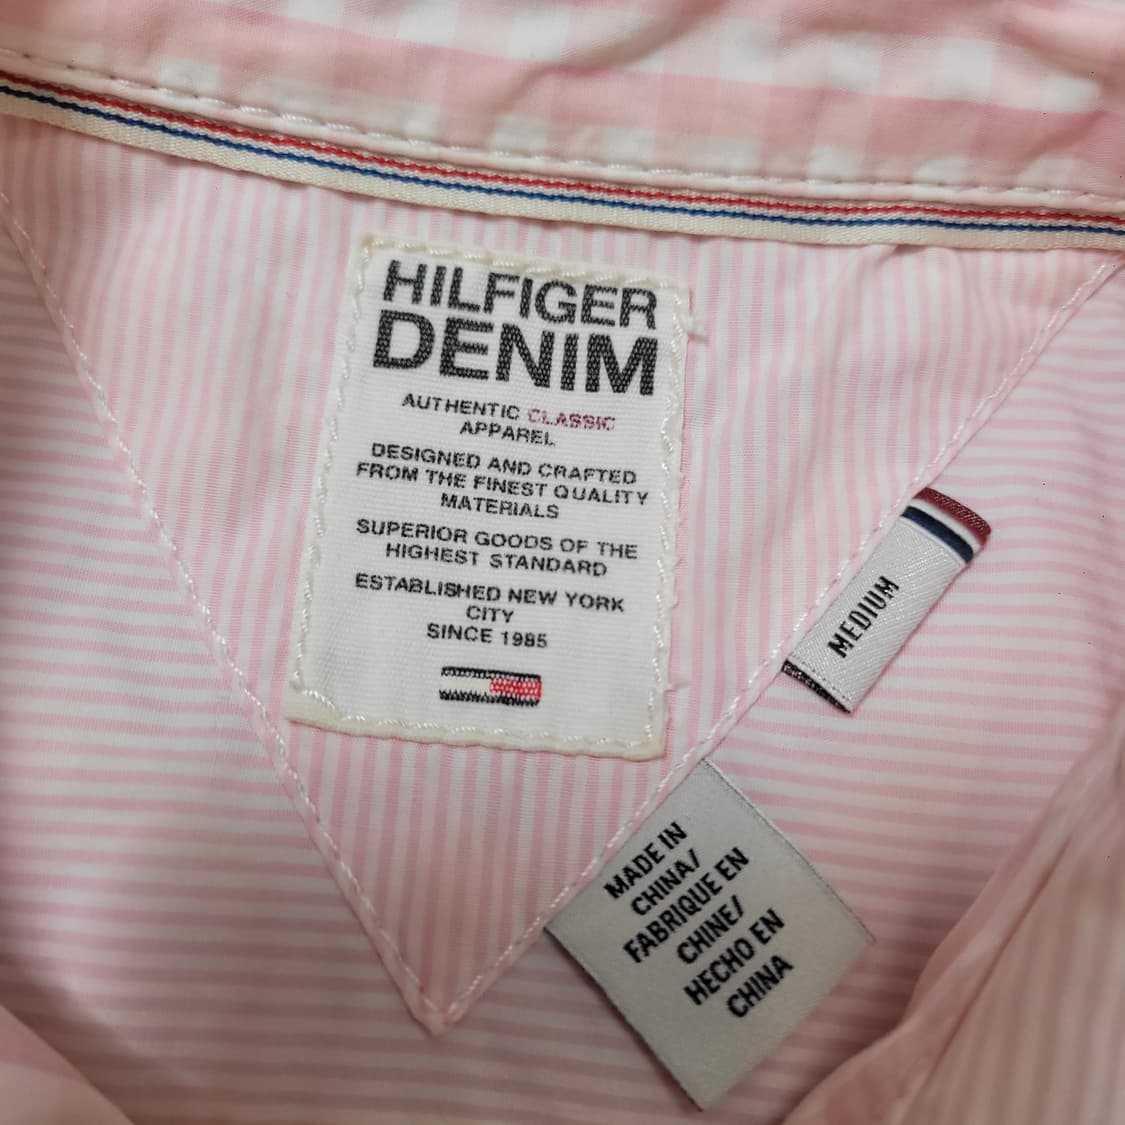 HILFIGER
DENIM
AUTHENTIC CLASSIC
APPAREL
DESIGNED AND CRAFTED
FROM THE FINEST QUALITY
MATERIALS
SUPERIOR GOODS OF THE
HIGHEST STANDARD
ESTABLISHED NEW YORK
CITY
SINCE 1985
MEDIUM
MADE IN
CHINA/
FABRIQUE EN
CHINE/
HECHO EN
CHINA